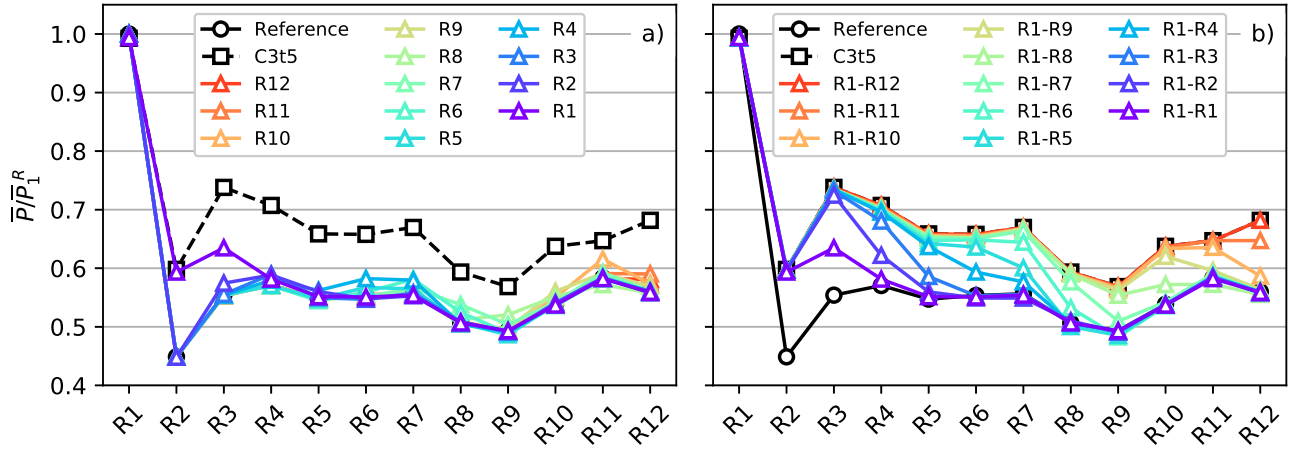 1.0
0.9
0.8
0.7
0.6
0.5
0.4
P̅/P̅₁ᴿ
Reference
C3t5
R12
R11
R10
R9
R8
R7
R6
R5
R4
R3
R2
R1
a)
R1 R2 R3 R4 R5 R6 R7 R8 R9 R10 R11 R12
Reference
C3t5
R1-R12
R1-R11
R1-R10
R1-R9
R1-R8
R1-R7
R1-R6
R1-R5
R1-R4
R1-R3
R1-R2
R1-R1
b)
R1 R2 R3 R4 R5 R6 R7 R8 R9 R10 R11 R12